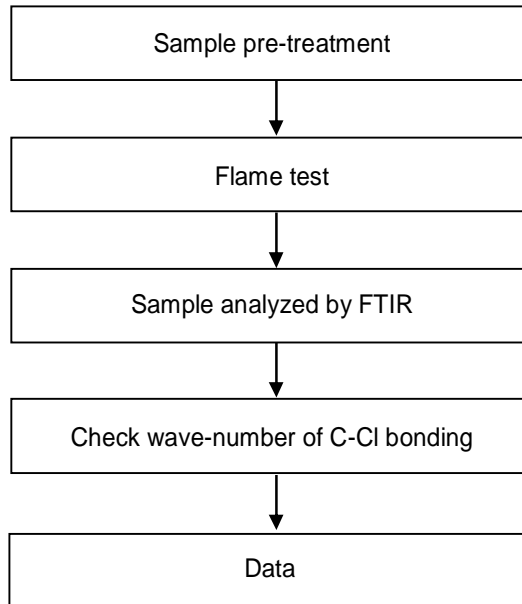 Sample pre-treatment
Flame test
Sample analyzed by FTIR
Check wave-number of C-Cl bonding
Data